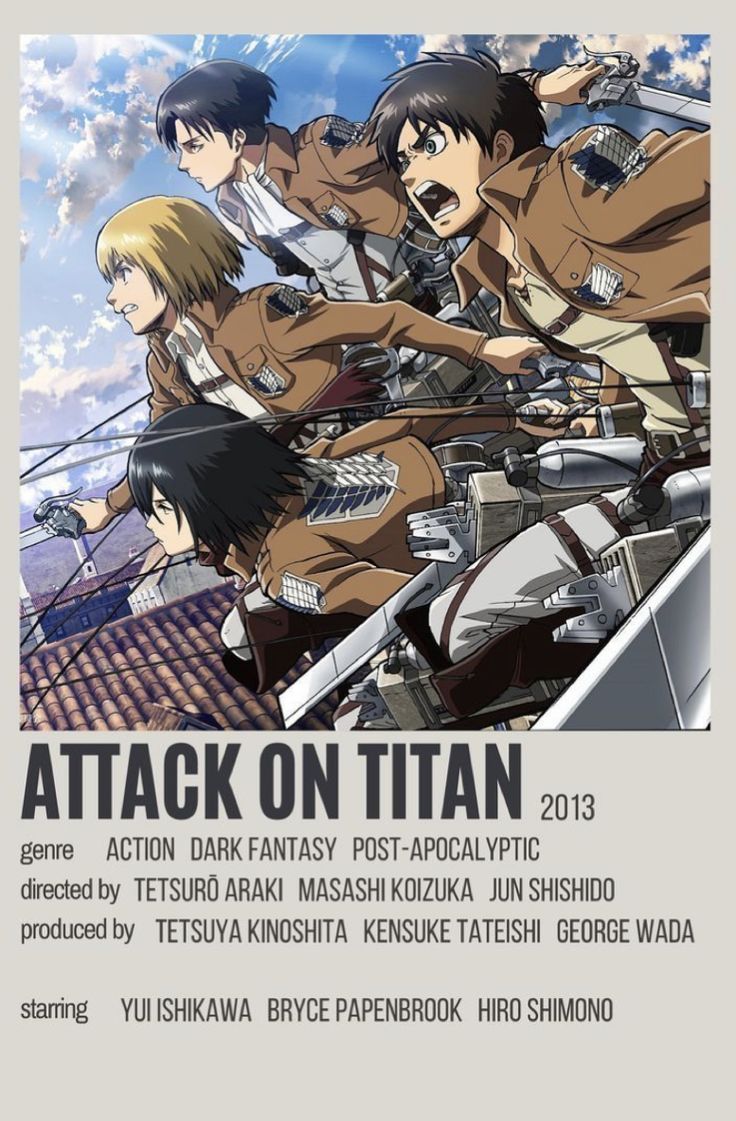 ATTACK ON TITAN 2013
genre ACTION DARK FANTASY POST-APOCALYPTIC
directed by TETSURŌ ARAKI MASASHI KOIZUKA JUN SHISHIDO
produced by TETSUYA KINOSHITA KENSUKE TATEISHI GEORGE WADA
starring YUI ISHIKAWA BRYCE PAPENBROOK HIRO SHIMONO